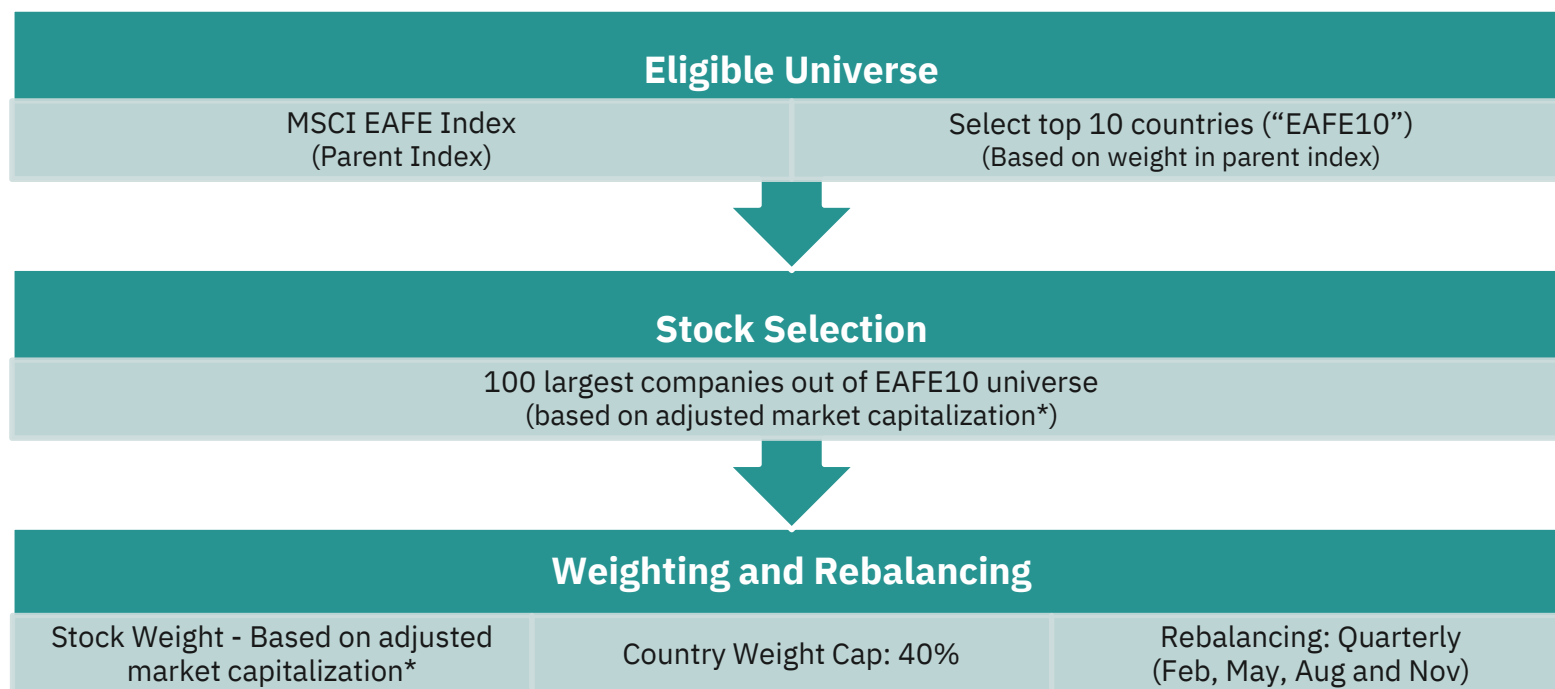 Eligible Universe
MSCI EAFE Index
(Parent Index)
Select top 10 countries (“EAFE10”)
(Based on weight in parent index)
Stock Selection
100 largest companies out of EAFE10 universe
(based on adjusted market capitalization*)
Weighting and Rebalancing
Stock Weight - Based on adjusted
market capitalization*
Country Weight Cap: 40%
Rebalancing: Quarterly
(Feb, May, Aug and Nov)